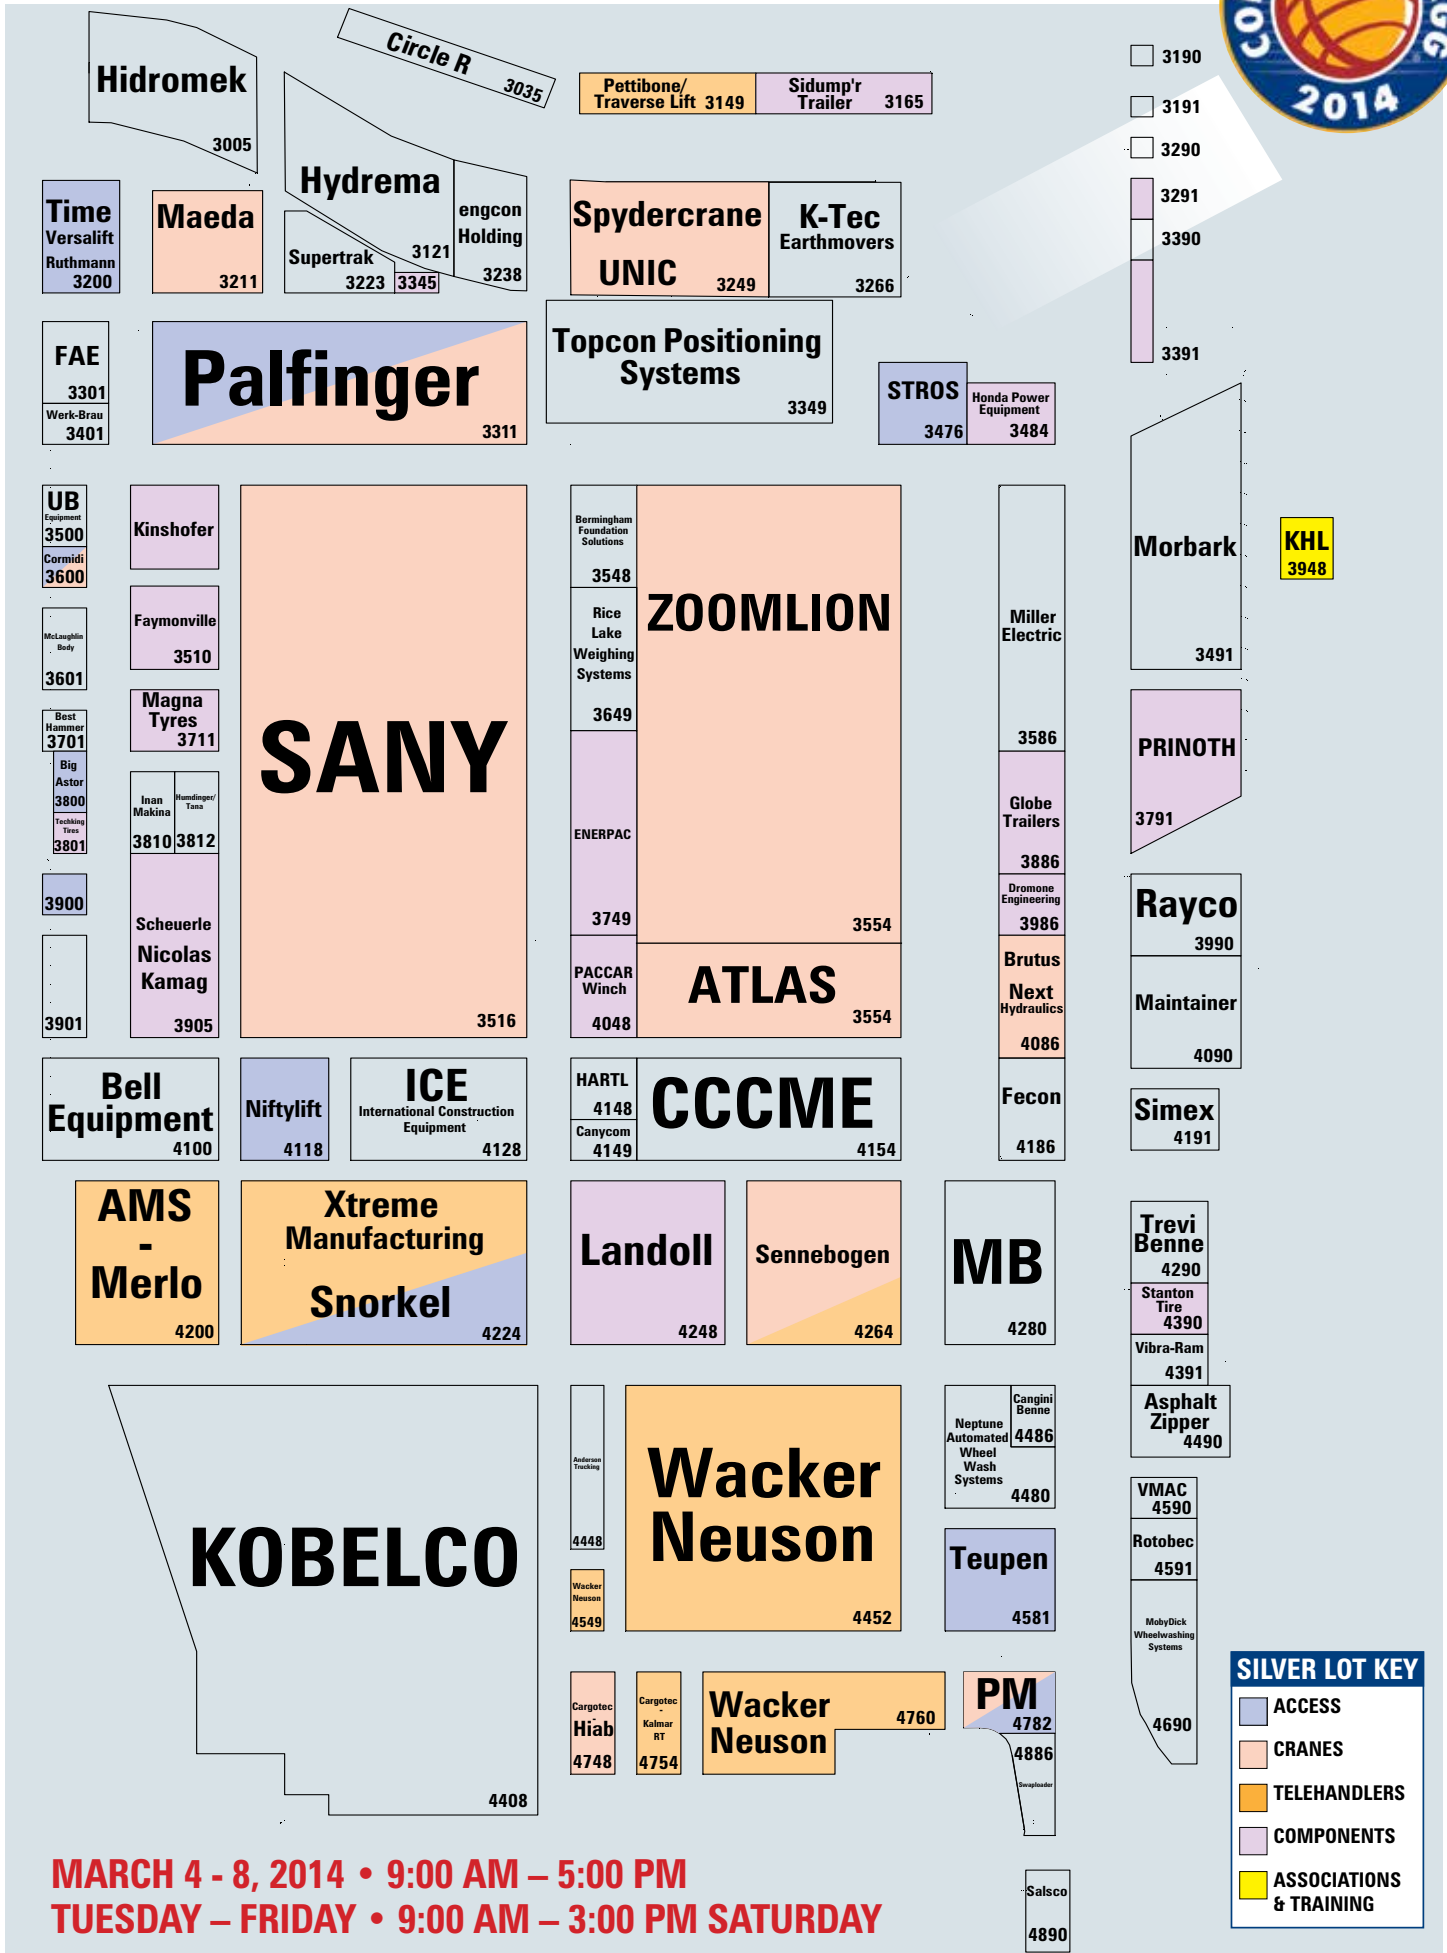 Hidromek
3005
Circle R
3035
Pettibone/
Traverse Lift 3149
Sidump'r
Trailer 3165
2014
3190
3191
3290
3291
3390
3391
Time
Versalift
Ruthmann
3200
Maeda
3211
Hydrema
3121
engcon
Holding
3238
Supertrak
3223
3345
Spydercrane
UNIC 3249
K-Tec
Earthmovers
3266
FAE
3301
Werk-Brau
3401
Palfinger
3311
Topcon Positioning
Systems
3349
STROS
3476
Honda Power
Equipment
3484
UB
Equipment
3500
Cormidi
3600
Kinshofer
McLaughlin
Body
3601
Faymonville
3510
Best
Hammer
3701
Magna
Tyres
3711
Big
Astor
3800
Techking
Tires
3801
Inan
Makina
3810
Humdinger/
Tana
3812
3900
3901
Scheuerle
Nicolas
Kamag
3905
SANY
3516
Bermingham
Foundation
Solutions
3548
Rice
Lake
Weighing
Systems
3649
ENERPAC
3749
PACCAR
Winch
4048
ZOOMLION
3554
ATLAS
3554
Miller
Electric
3586
Globe
Trailers
3886
Dromone
Engineering
3986
Brutus
Next
Hydraulics
4086
Fecon
4186
Morbark
3491
KHL
3948
PRINOTH
3791
Rayco
3990
Maintainer
4090
Simex
4191
Bell
Equipment
4100
Niftylift
4118
ICE
International Construction
Equipment
4128
HARTL
4148
Canycom
4149
CCCME
4154
AMS
-
Merlo
4200
Xtreme
Manufacturing
Snorkel
4224
Landoll
4248
Sennebogen
4264
MB
4280
Trevi
Benne
4290
Stanton
Tire
4390
Vibra-Ram
4391
Asphalt
Zipper
4490
KOBELCO
4408
Anderson
Trucking
4448
Wacker
Neuson
4549
Wacker
Neuson
4452
Neptune
Automated
Wheel
Wash
Systems
4480
Cangini
Benne
4486
Teupen
4581
VMAC
4590
Rotobec
4591
MobyDick
Wheelwashing
Systems
4690
Cargotec
-
Hiab
4748
Cargotec
-
Kalmar
RT
4754
Wacker
Neuson
4760
PM
4782
4886
Swaploader
Salsco
4890
SILVER LOT KEY
ACCESS
CRANES
TELEHANDLERS
COMPONENTS
ASSOCIATIONS
& TRAINING
MARCH 4 - 8, 2014 • 9:00 AM – 5:00 PM
TUESDAY – FRIDAY • 9:00 AM – 3:00 PM SATURDAY